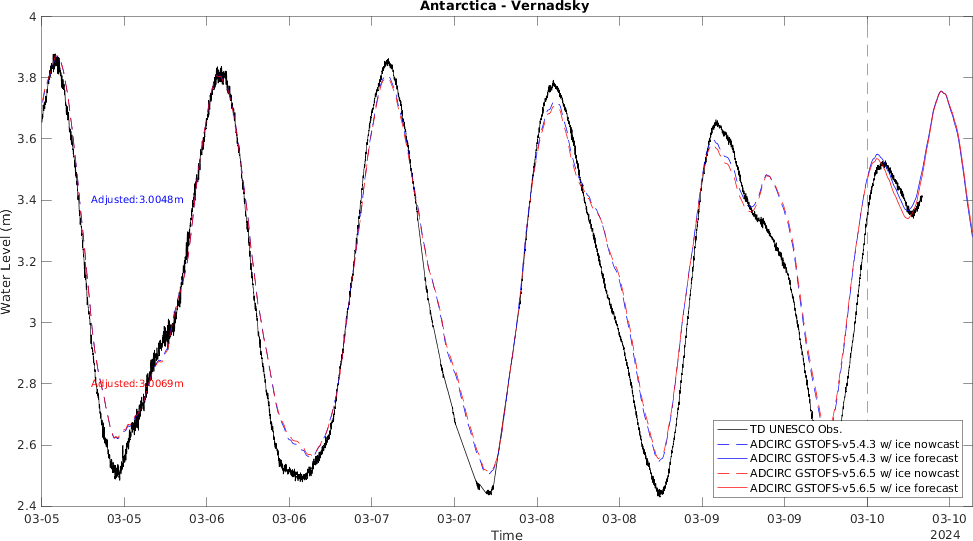 Antarctica - Vernadsky
4
3.8
3.6
3.4
3.2
3
2.8
2.6
2.4
Water Level (m)
Adjusted:3.0048m
Adjusted:3.0069m
TD UNESCO Obs.
ADCIRC GSTOFS-v5.4.3 w/ ice nowcast
ADCIRC GSTOFS-v5.4.3 w/ ice forecast
ADCIRC GSTOFS-v5.6.5 w/ ice nowcast
ADCIRC GSTOFS-v5.6.5 w/ ice forecast
03-05 03-05 03-06 03-06 03-07 03-07 03-08 03-08 03-09 03-09 03-10 03-10
2024
Time